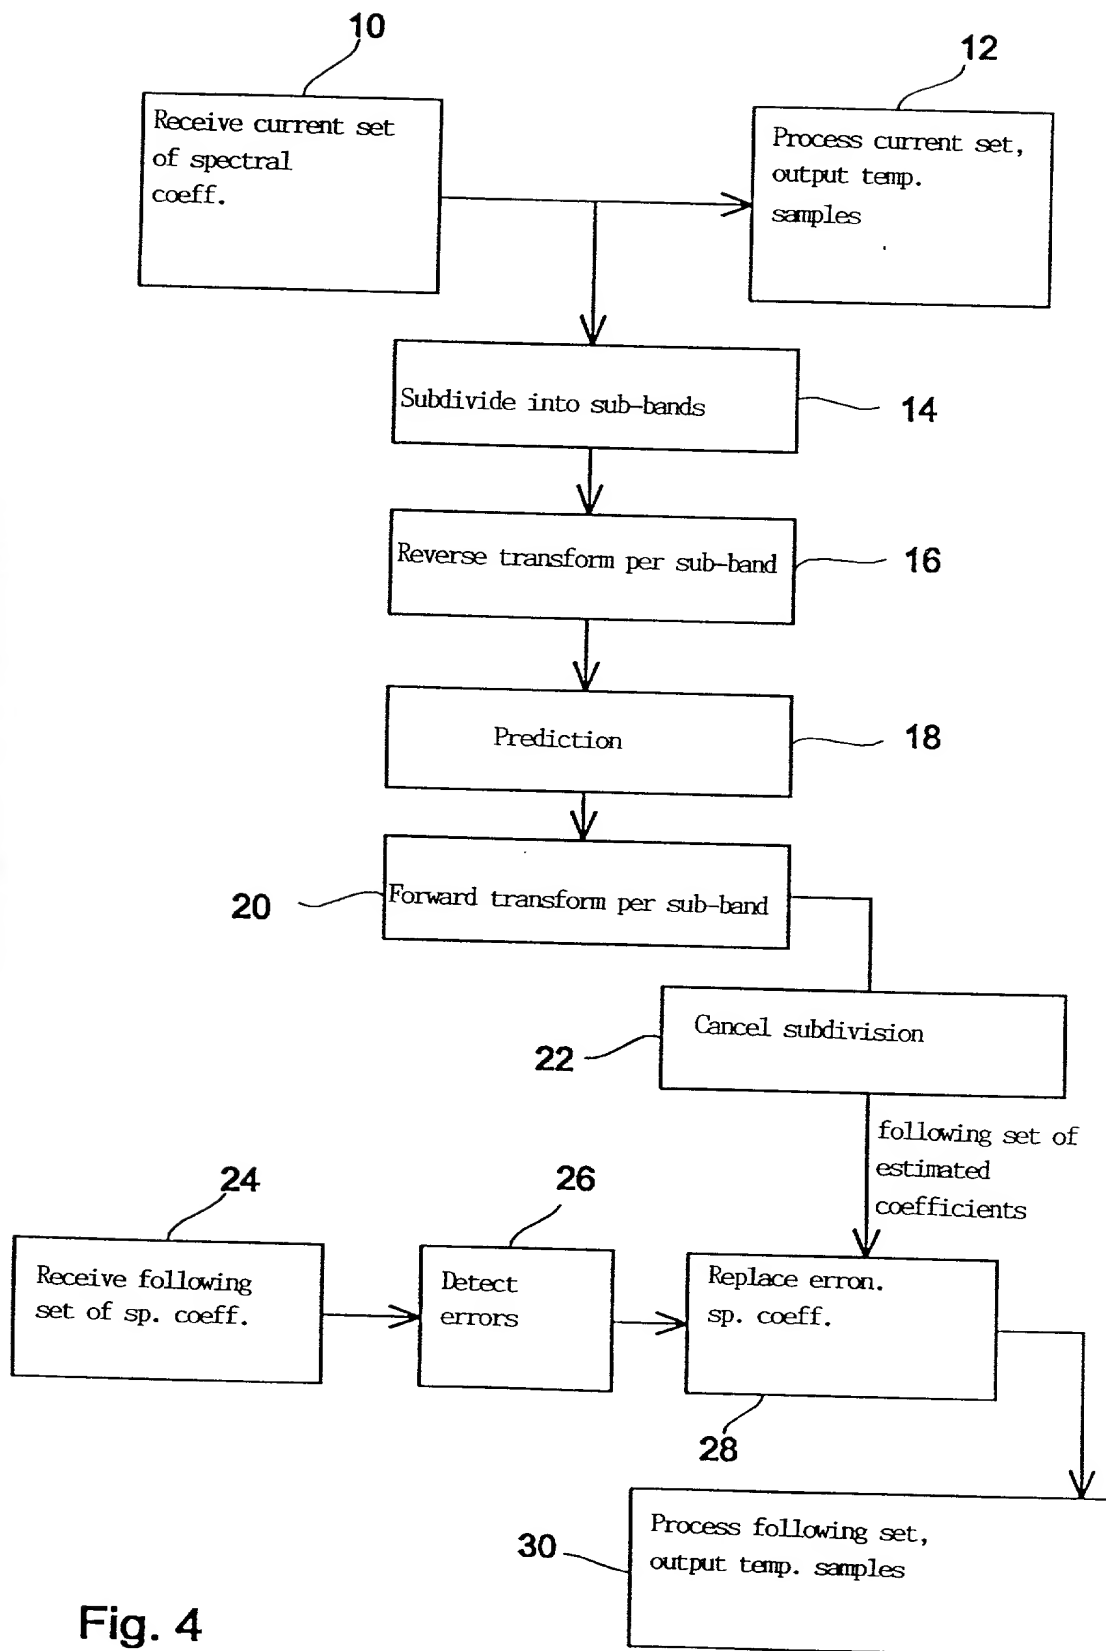 10
12
Receive current set
of spectral
coeff.
Process current set,
output temp.
samples
Subdivide into sub-bands
14
Reverse transform per sub-band
16
Prediction
18
20
Forward transform per sub-band
Cancel subdivision
22
following set of
estimated
coefficients
24
26
Receive following
set of sp. coeff.
Detect
errors
Replace erron.
sp. coeff.
28
30
Process following set,
output temp. samples
Fig. 4